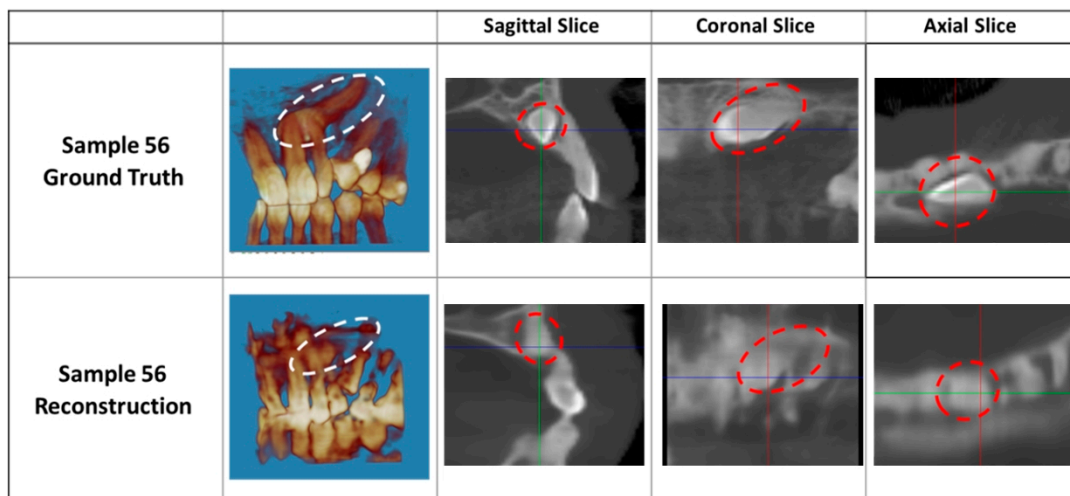 Sagittal Slice
Coronal Slice
Axial Slice
Sample 56
Ground Truth
Sample 56
Reconstruction